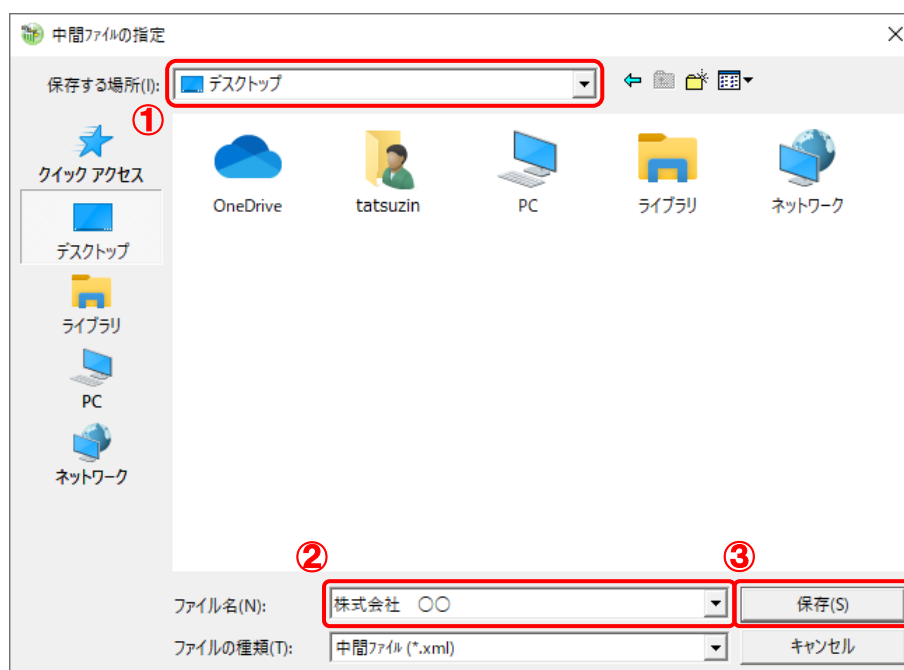 中間ファイルの指定
保存する場所(I):
デスクトップ
①
クイック アクセス
デスクトップ
ライブラリ
PC
ネットワーク
OneDrive
tatsuzin
PC
ライブラリ
ネットワーク
②
③
ファイル名(N):
株式会社　〇〇
保存(S)
ファイルの種類(T):
中間ファイル (*.xml)
キャンセル